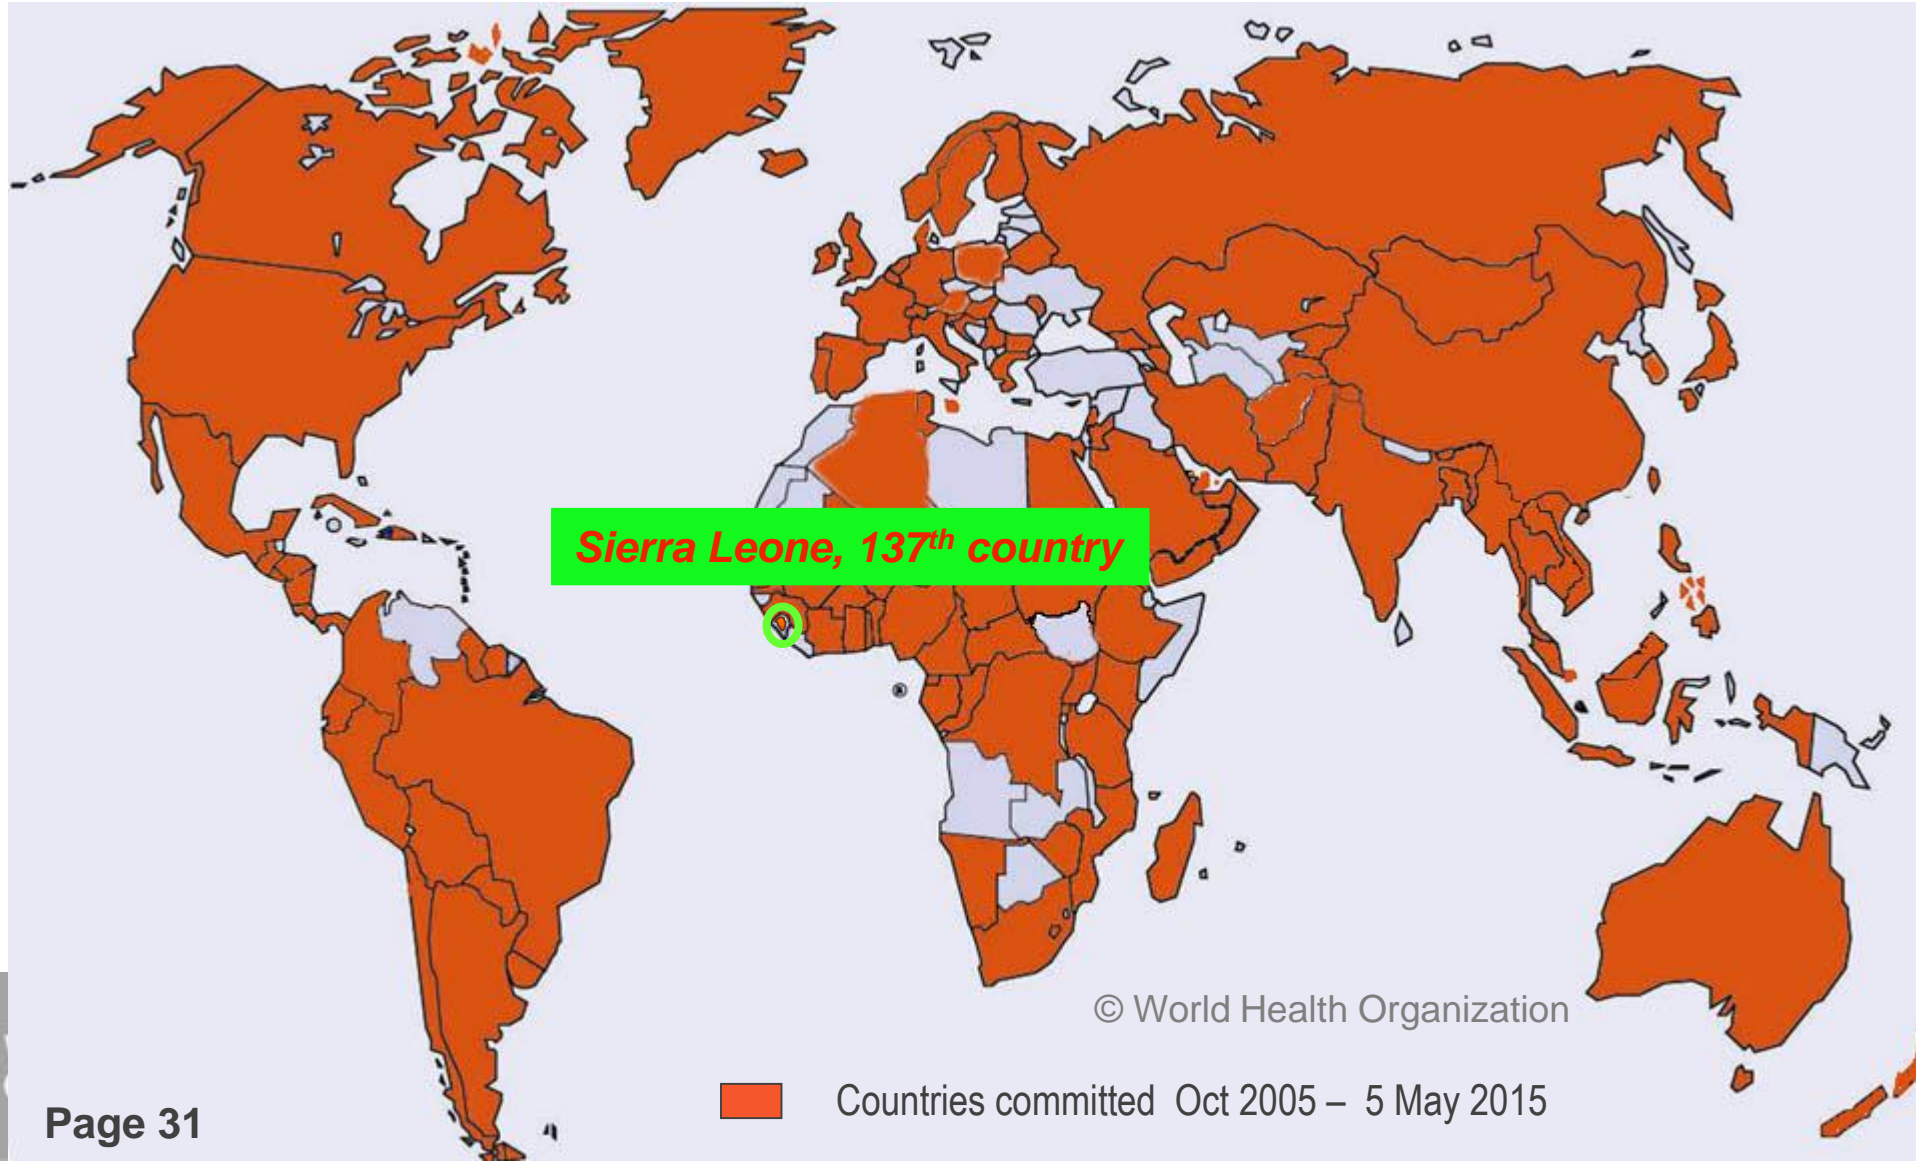 Sierra Leone, 137th country
© World Health Organization
Countries committed Oct 2005 – 5 May 2015
Page 31